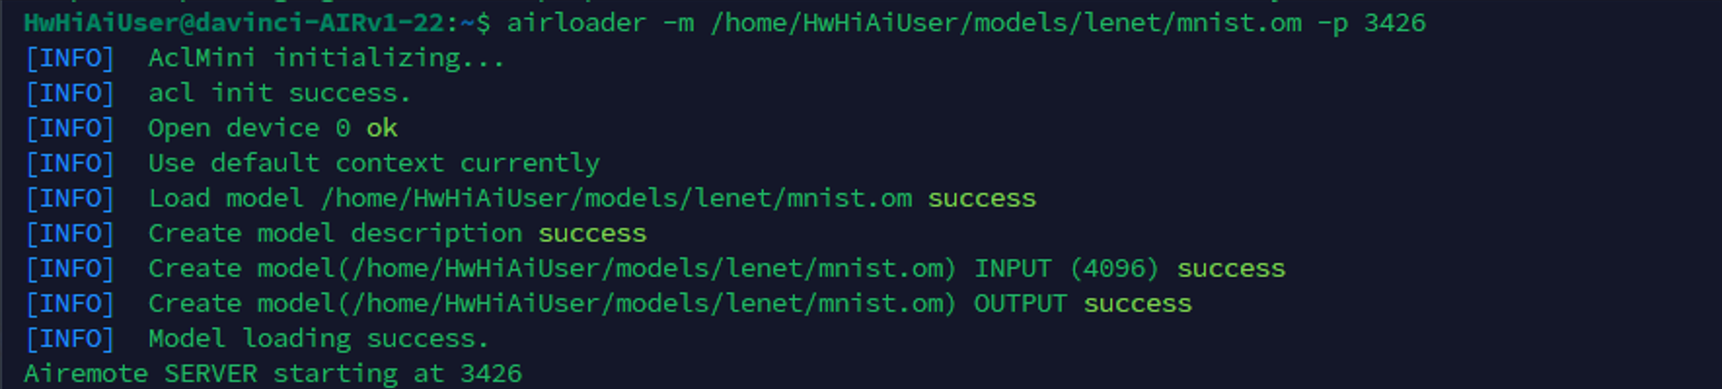 HwHiAiUser@davinci-AIRv1-22:~$ airloader -m /home/HwHiAiUser/models/lenet/mnist.om -p 3426
[INFO]  AclMini initializing...
[INFO]  acl init success.
[INFO]  Open device 0 ok
[INFO]  Use default context currently
[INFO]  Load model /home/HwHiAiUser/models/lenet/mnist.om success
[INFO]  Create model description success
[INFO]  Create model(/home/HwHiAiUser/models/lenet/mnist.om) INPUT (4096) success
[INFO]  Create model(/home/HwHiAiUser/models/lenet/mnist.om) OUTPUT success
[INFO]  Model loading success.
Airemote SERVER starting at 3426